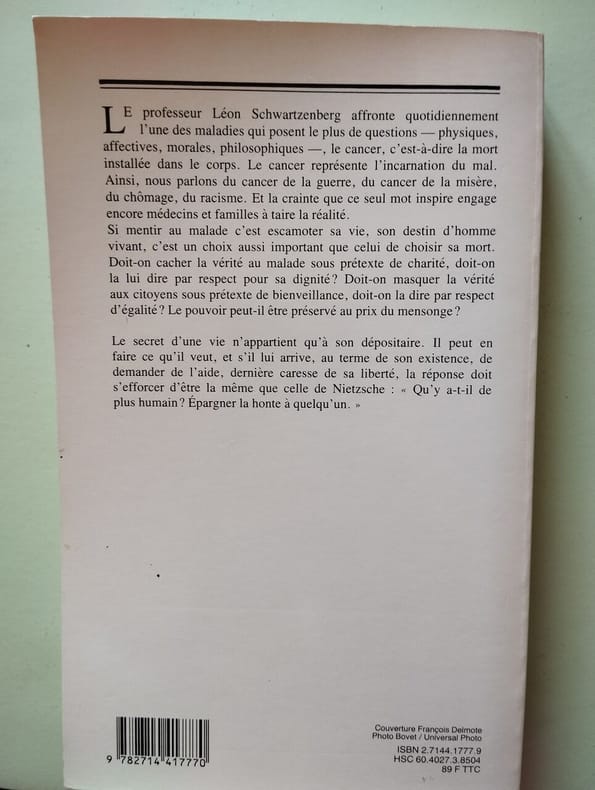 LE professeur Léon Schwartzenberg affronte quotidiennement
l'une des maladies qui posent le plus de questions — physiques,
affectives, morales, philosophiques —, le cancer, c'est-à-dire la mort
installée dans le corps. Le cancer représente l'incarnation du mal.
Ainsi, nous parlons du cancer de la guerre, du cancer de la misère,
du chômage, du racisme. Et la crainte que ce seul mot inspire engage
encore médecins et familles à taire la réalité.
Si mentir au malade c'est escamoter sa vie, son destin d'homme
vivant, c'est un choix aussi important que celui de choisir sa mort.
Doit-on cacher la vérité au malade sous prétexte de charité, doit-on
la lui dire par respect pour sa dignité ? Doit-on masquer la vérité
aux citoyens sous prétexte de bienveillance, doit-on la dire par respect
d'égalité ? Le pouvoir peut-il être préservé au prix du mensonge ?
Le secret d'une vie n'appartient qu'à son dépositaire. Il peut en
faire ce qu'il veut, et s'il lui arrive, au terme de son existence, de
demander de l'aide, dernière caresse de sa liberté, la réponse doit
s'efforcer d'être la même que celle de Nietzsche : « Qu'y a-t-il de
plus humain ? Épargner la honte à quelqu'un. »
Couverture François Delmote
Photo Bovet / Universal Photo
ISBN 2.7144.1777.9
HSC 60.4027.3.8504
89 F TTC
9 782714 417770